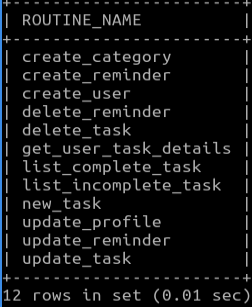 +-----------------------+
| ROUTINE_NAME
+-----------------------+
| create_category
| create_reminder
| create_user
| delete_reminder
| delete_task
| get_user_task_details |
| list_complete_task
| list_incomplete_task
| new_task
| update_profile
| update_reminder
| update_task
+-----------------------+
12 rows in set (0.01 sec)